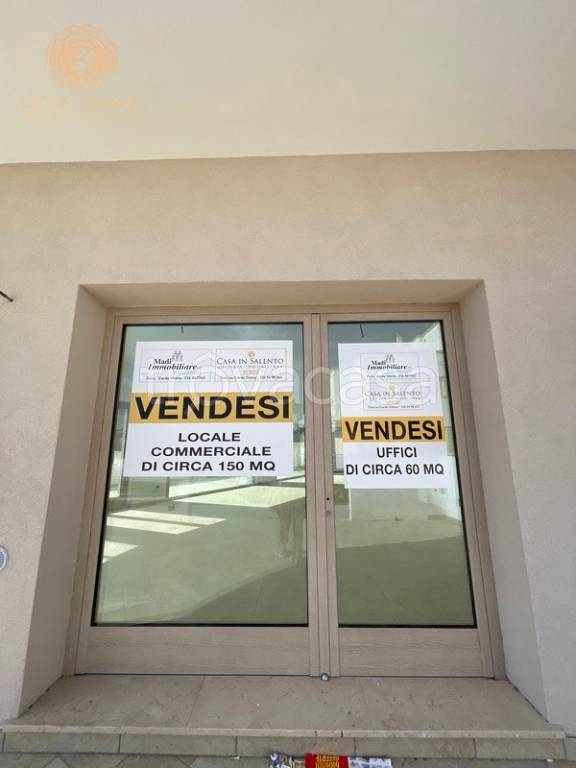 Madi
Immobiliare
CASA IN SALENTO
VENDESI
LOCALE
COMMERCIALE
DI CIRCA 150 MQ
Madi
Immobiliare
CASA IN SALENTO
VENDESI
UFFICI
DI CIRCA 60 MQ